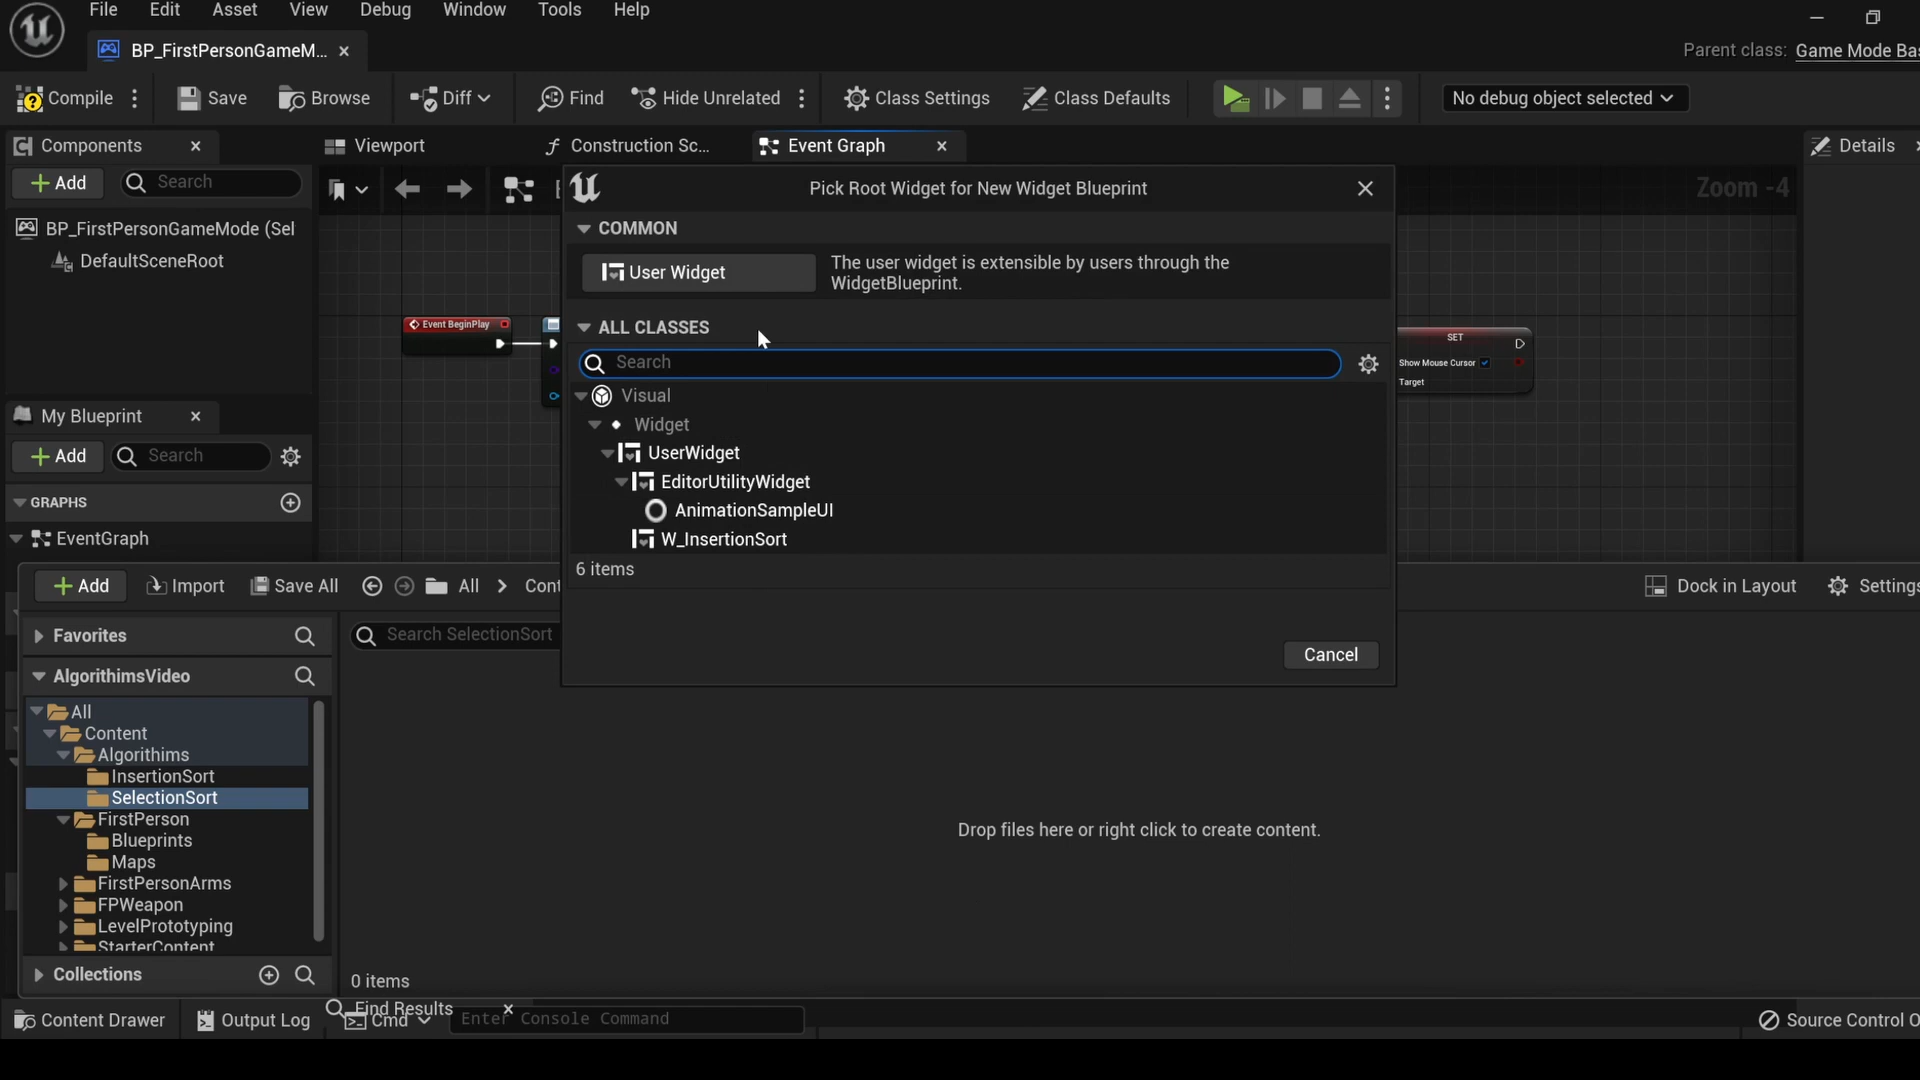 File Edit Asset View Debug Window Tools Help
BP_FirstPersonGameM...
Parent class: Game Mode Bas
Compile Save Browse Diff Find Hide Unrelated Class Settings Class Defaults No debug object selected
Components Viewport Construction Sc... Event Graph Details
Add Search
Zoom -4
Pick Root Widget for New Widget Blueprint
COMMON
BP_FirstPersonGameMode (Sel
DefaultSceneRoot
User Widget
The user widget is extensible by users through the
WidgetBlueprint.
ALL CLASSES
Search
Event BeginPlay
SET
Show Mouse Cursor
Target
Visual
Widget
UserWidget
EditorUtilityWidget
AnimationSampleUI
W_InsertionSort
6 items
Cancel
My Blueprint
Add Search
GRAPHS
EventGraph
Add Import Save All All Cont
Dock in Layout Settings
Favorites
Search SelectionSort
AlgorithimsVideo
All
Content
Algorithims
InsertionSort
SelectionSort
FirstPerson
Blueprints
Maps
FirstPersonArms
FPWeapon
LevelPrototyping
StarterContent
Drop files here or right click to create content.
Collections
0 items
Find Results
Content Drawer Output Log Cmd Enter Console Command
Source Control O